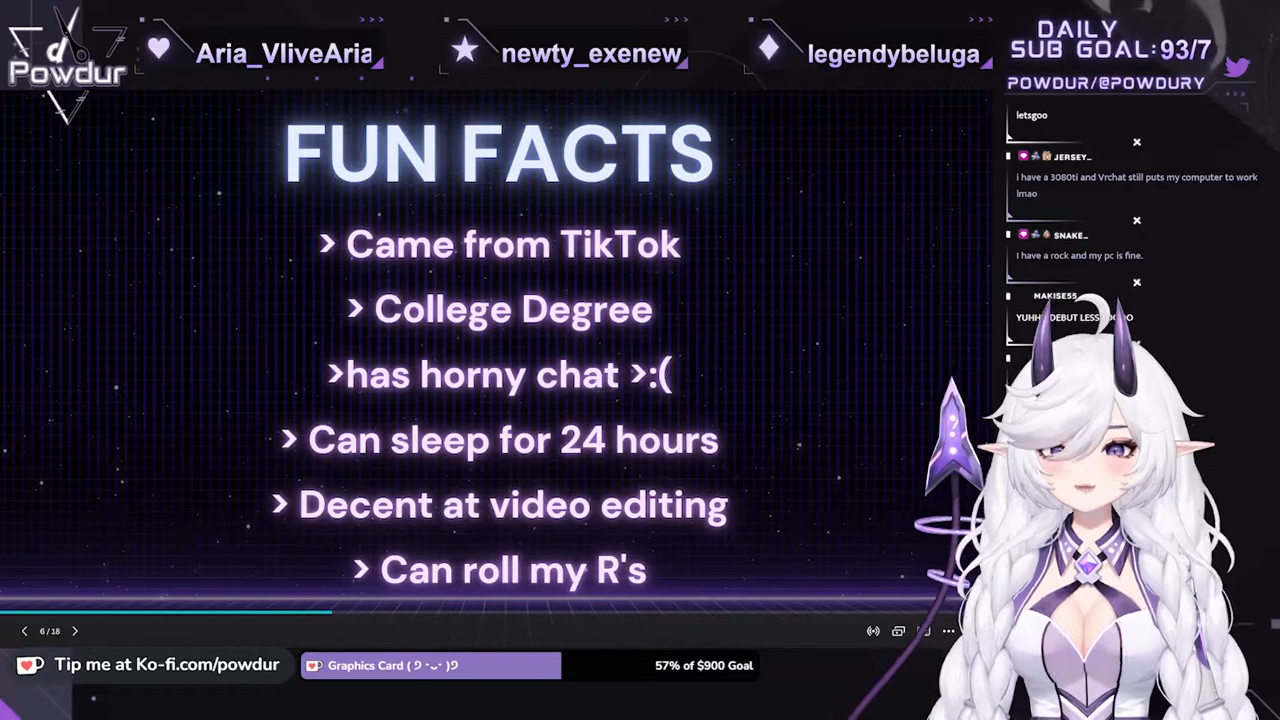 d
Powdur
>>>
Aria_VliveAria
>>>
newty_exenew
>>>
legendybeluga
DAILY
SUB GOAL: 93/7
POWDUR/@POWDURY
FUN FACTS
> Came from TikTok
> College Degree
>has horny chat >:(
> Can sleep for 24 hours
> Decent at video editing
> Can roll my R's
letsgoo
JERSEY...
i have a 3080ti and Vrchat still puts my computer to work
lmao
SNAKE...
I have a rock and my pc is fine.
MAKISE55
DEBUT
6/18
Tip me at Ko-fi.com/powdur
Graphics Card
57% of $900 Goal